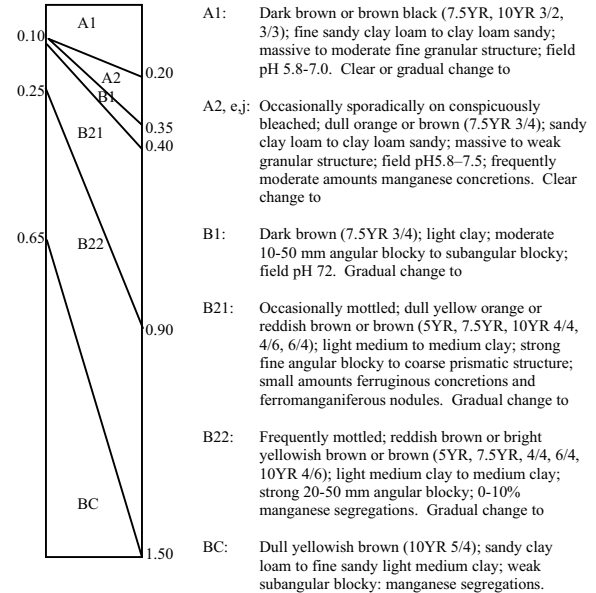 A1
0.10
A2
0.20
B1
0.25
B21
0.35
0.40
0.65
B22
0.90
BC
1.50
A1: Dark brown or brown black (7.5YR, 10YR 3/2,
3/3); fine sandy clay loam to clay loam sandy;
massive to moderate fine granular structure; field
pH 5.8-7.0. Clear or gradual change to
A2, e,j: Occasionally sporadically on conspicuously
bleached; dull orange or brown (7.5YR 3/4); sandy
clay loam to clay loam sandy; massive to weak
granular structure; field pH5.8–7.5; frequently
moderate amounts manganese concretions. Clear
change to
B1: Dark brown (7.5YR 3/4); light clay; moderate
10-50 mm angular blocky to subangular blocky;
field pH 72. Gradual change to
B21: Occasionally mottled; dull yellow orange or
reddish brown or brown (5YR, 7.5YR, 10YR 4/4,
4/6, 6/4); light medium to medium clay; strong
fine angular blocky to coarse prismatic structure;
small amounts ferruginous concretions and
ferromanganiferous nodules. Gradual change to
B22: Frequently mottled; reddish brown or bright
yellowish brown or brown (5YR, 7.5YR, 4/4, 6/4,
10YR 4/6); light medium clay to medium clay;
strong 20-50 mm angular blocky; 0-10%
manganese segregations. Gradual change to
BC: Dull yellowish brown (10YR 5/4); sandy clay
loam to fine sandy light medium clay; weak
subangular blocky: manganese segregations.